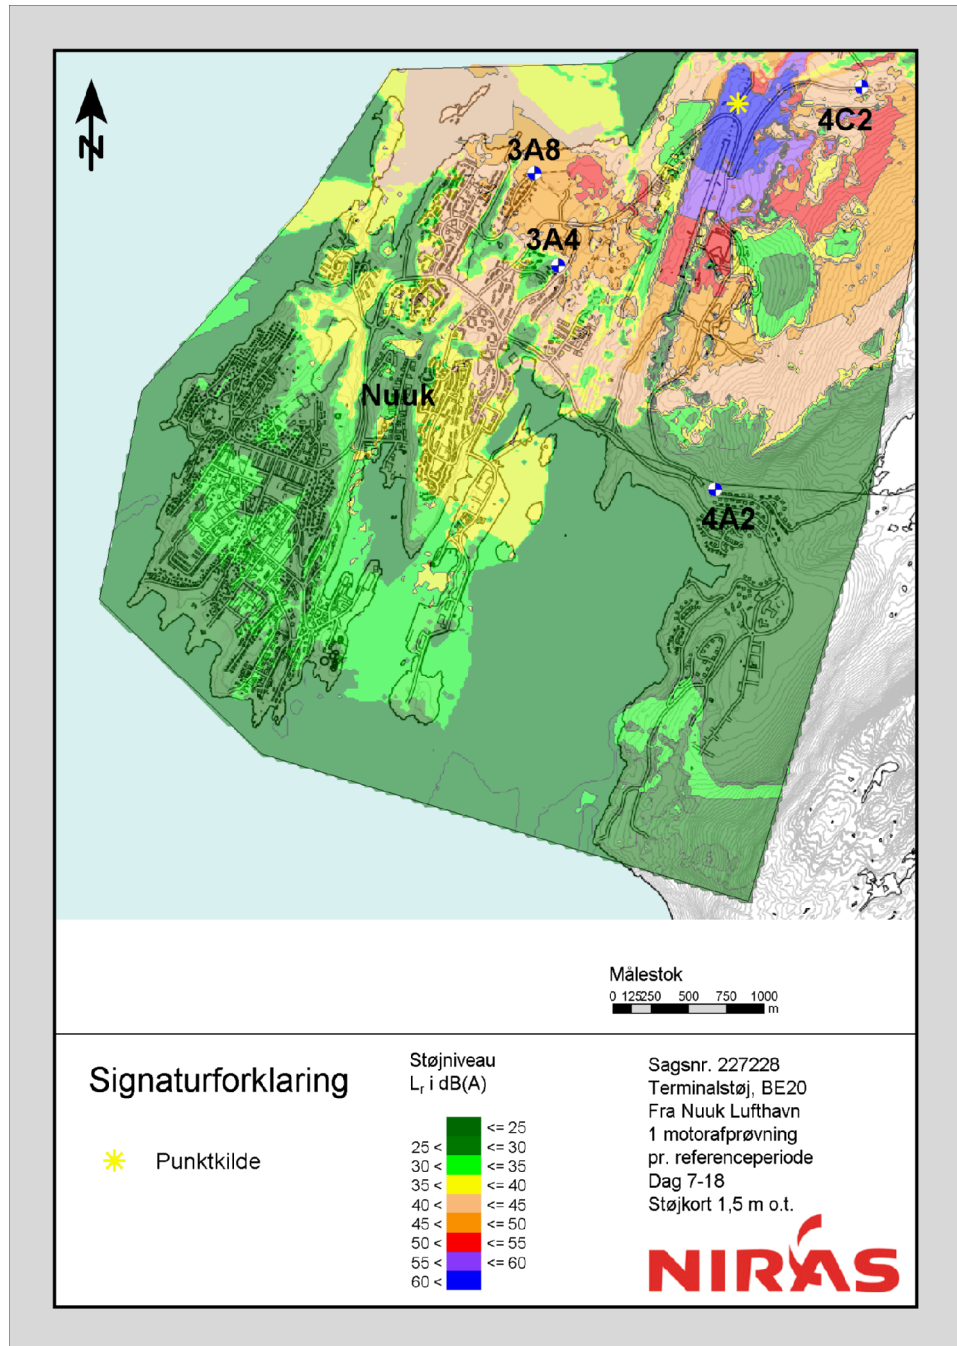 4C2
3A8
3A4
Nuuk
4A2
N
Målestok
0 125250 500 750 1000
m
Signaturforklaring
Punktkilde
Støjniveau
Lr i dB(A)
<= 25
25 < <= 30
30 < <= 35
35 < <= 40
40 < <= 45
45 < <= 50
50 < <= 55
55 < <= 60
60 <
Sagsnr. 227228
Terminalstøj, BE20
Fra Nuuk Lufthavn
1 motorafprøvning
pr. referenceperiode
Dag 7-18
Støjkort 1,5 m o.t.
NIRAS